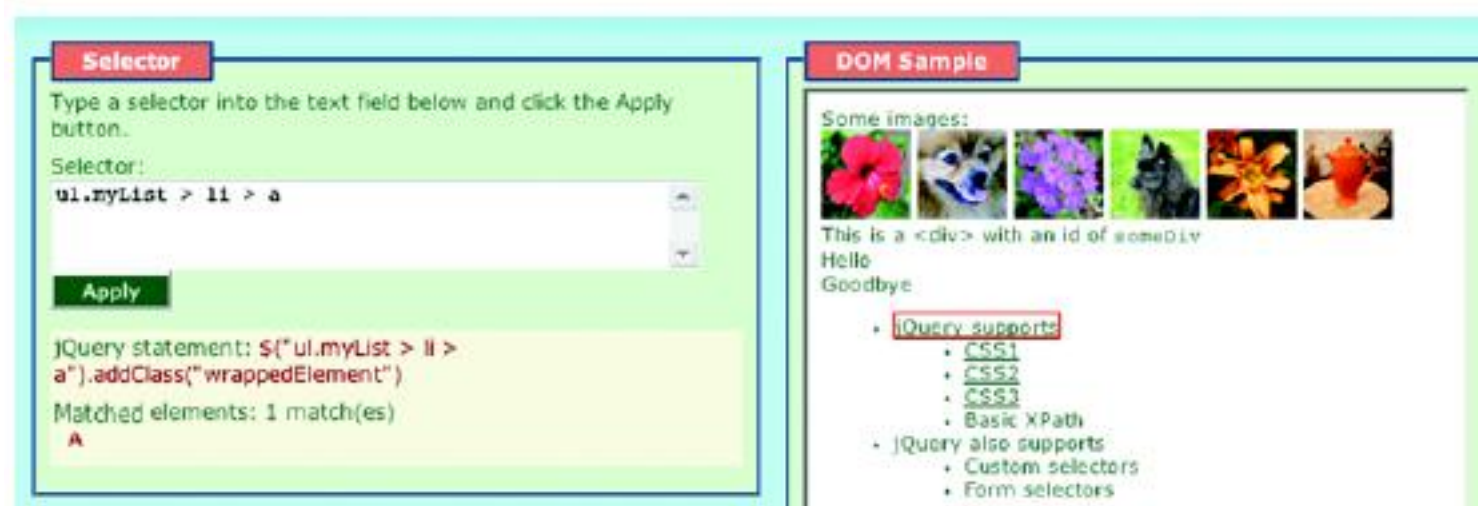 Selector
Type a selector into the text field below and click the Apply
button.
Selector:
ul.myList > li > a
Apply
jQuery statement: $("ul.myList > li >
a").addClass("wrappedElement")
Matched elements: 1 match(es)
A
DOM Sample
Some images:
This is a <div> with an id of someDiv
Hello
Goodbye
• jQuery supports
• CSS1
• CSS2
• CSS3
• Basic XPath
• jQuery also supports
• Custom selectors
• Form selectors